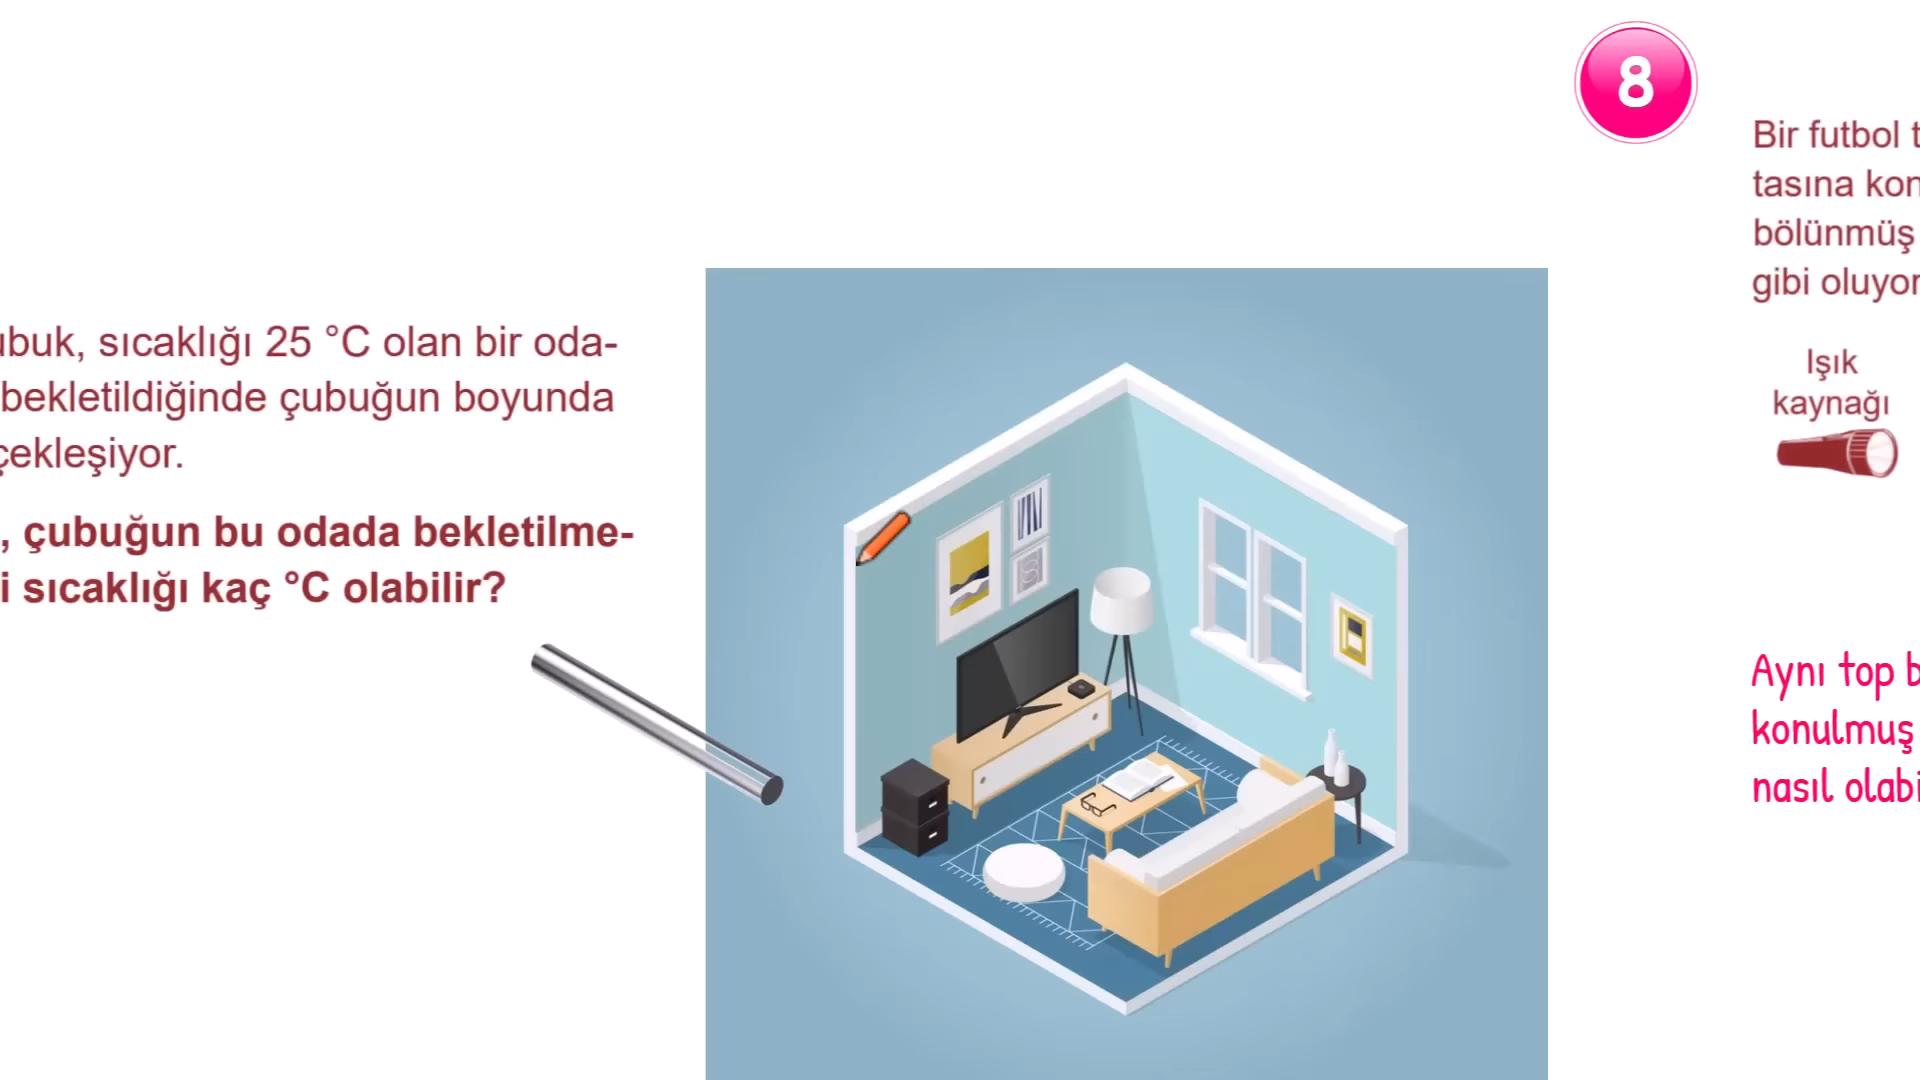 ubuk, sıcaklığı 25 °C olan bir oda-
bekletildiğinde çubuğun boyunda
çekleşiyor.
, çubuğun bu odada bekletilme-
i sıcaklığı kaç °C olabilir?
8
Bir futbol t
tasına kon
bölünmüş
gibi oluyor
Işık
kaynağı
Aynı top b
konulmuş
nasıl olabi